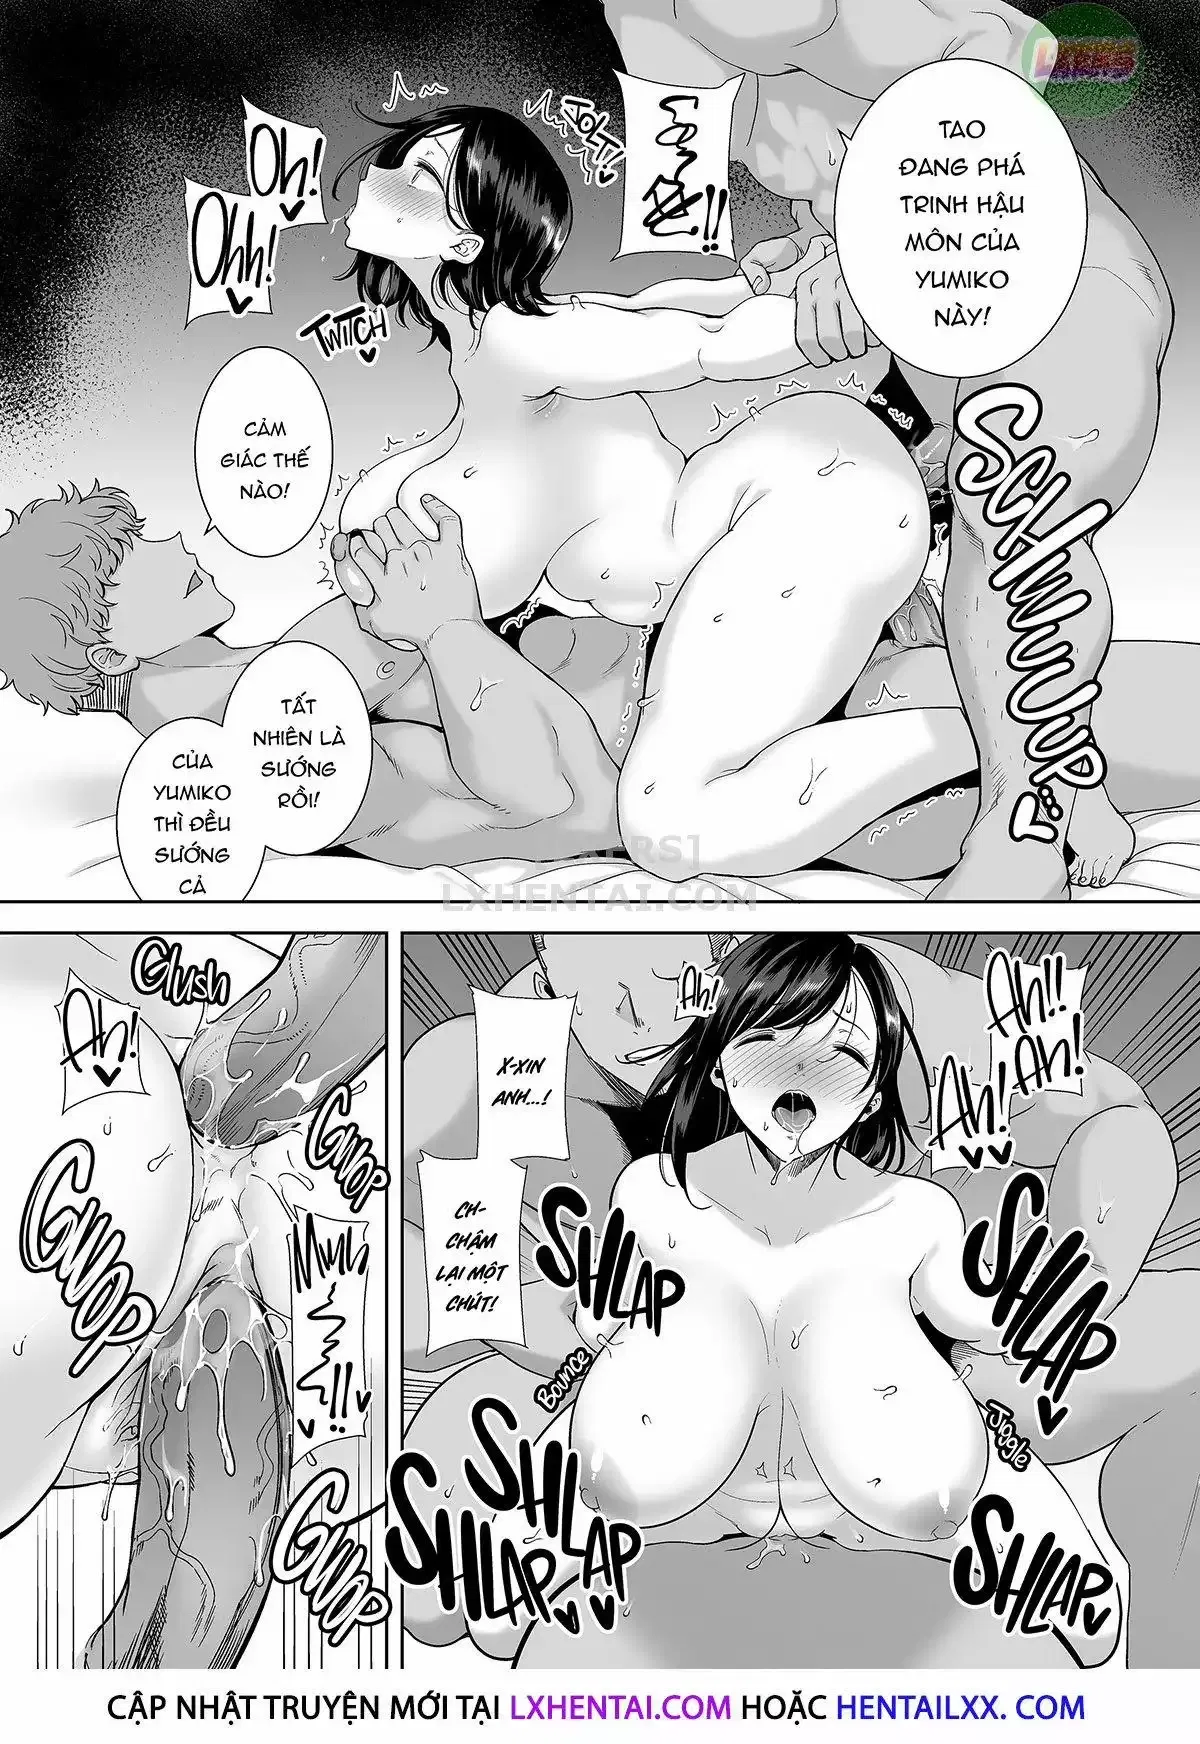 LXERS
TAO
ĐANG PHÁ
TRINH HẬU
MÔN CỦA
YUMIKO
NÀY!
JOLT!
Oh!
Ohh!
TWITCH
CẢM
GIÁC THẾ
NÀO!
SCHWUUUP
TẤT
NHIÊN LÀ
SƯỚNG
RỒI!
CỦA
YUMIKO
THÌ ĐỀU
SƯỚNG
CẢ
[LXERS]
LXHENTAI.COM
Glush
Ah!
GWOP
GWOP
GWOP
Ah!
Ah!!
Ah!
Ah!
X-XIN
ANH...!
CH-
CHẬM
LẠI MỘT
CHÚT!
SHLAP
SHLAP
Bounce
Joggle
SHLAP
SHLAP
SHLAP
CẬP NHẬT TRUYỆN MỚI TẠI LXHENTAI.COM HOẶC HENTAILXX. COM